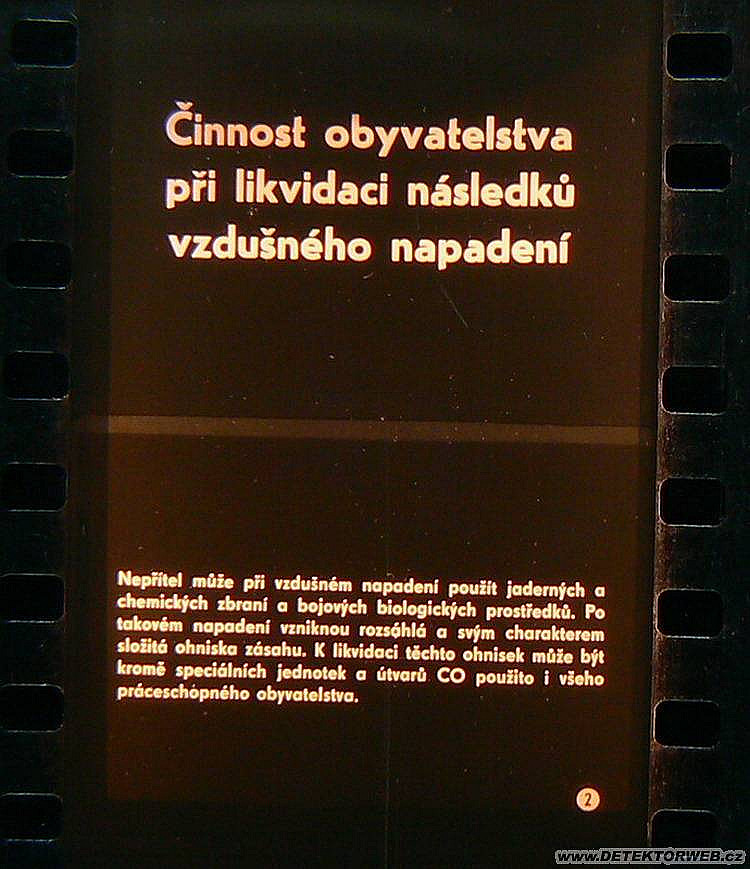 Činnost obyvatelstva
při likvidaci následků
vzdušného napadení
Nepřítel může při vzdušném napadení použít jaderných a
chemických zbraní a bojových biologických prostředků. Po
takovém napadení vzniknou rozsáhlá a svým charakterem
složitá ohniska zásahu. K likvidaci těchto ohnisek může být
kromě speciálních jednotek a útvarů CO použito i všeho
práceschopného obyvatelstva.
2
www.DETEKTORWEB.cz